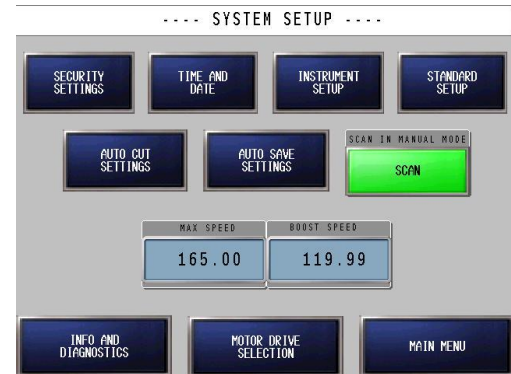 ---- SYSTEM SETUP ----
SECURITY
SETTINGS
TIME AND
DATE
INSTRUMENT
SETUP
STANDARD
SETUP
AUTO CUT
SETTINGS
AUTO SAVE
SETTINGS
SCAN IN MANUAL MODE
SCAN
MAX SPEED
165.00
BOOST SPEED
119.99
INFO AND
DIAGNOSTICS
MOTOR DRIVE
SELECTION
MAIN MENU